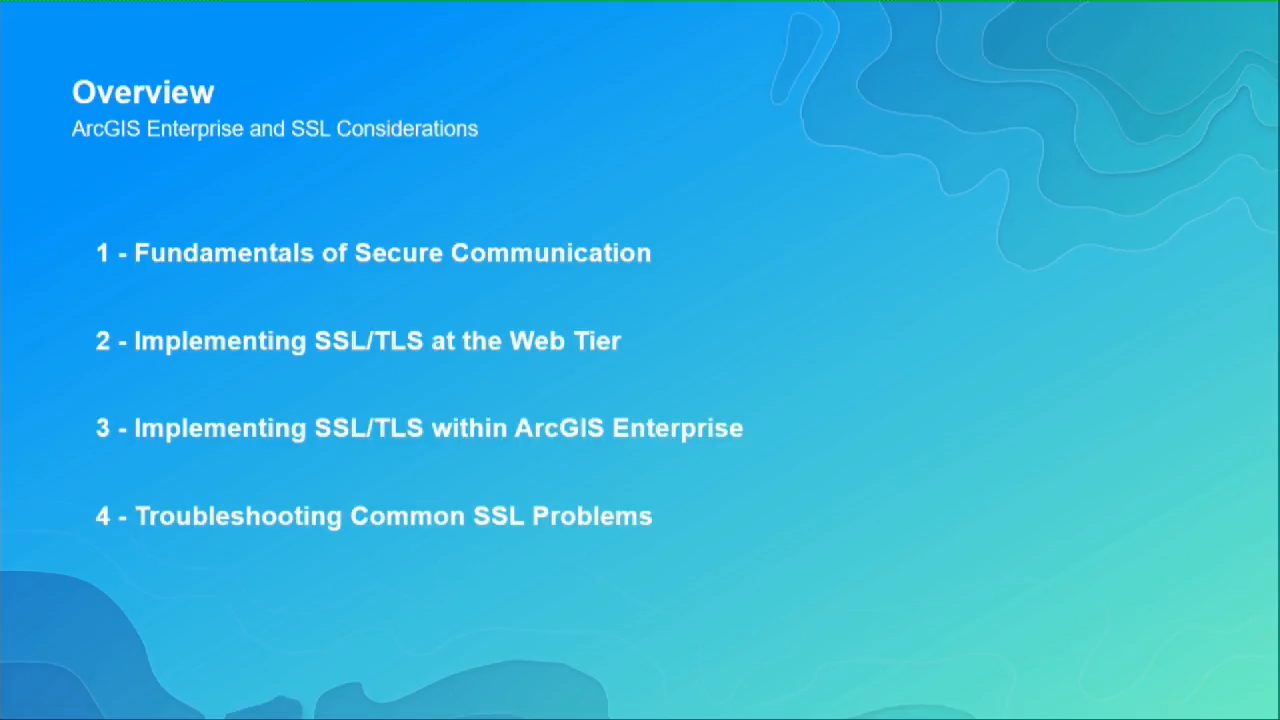 Overview
ArcGIS Enterprise and SSL Considerations
1 - Fundamentals of Secure Communication
2 - Implementing SSL/TLS at the Web Tier
3 - Implementing SSL/TLS within ArcGIS Enterprise
4 - Troubleshooting Common SSL Problems